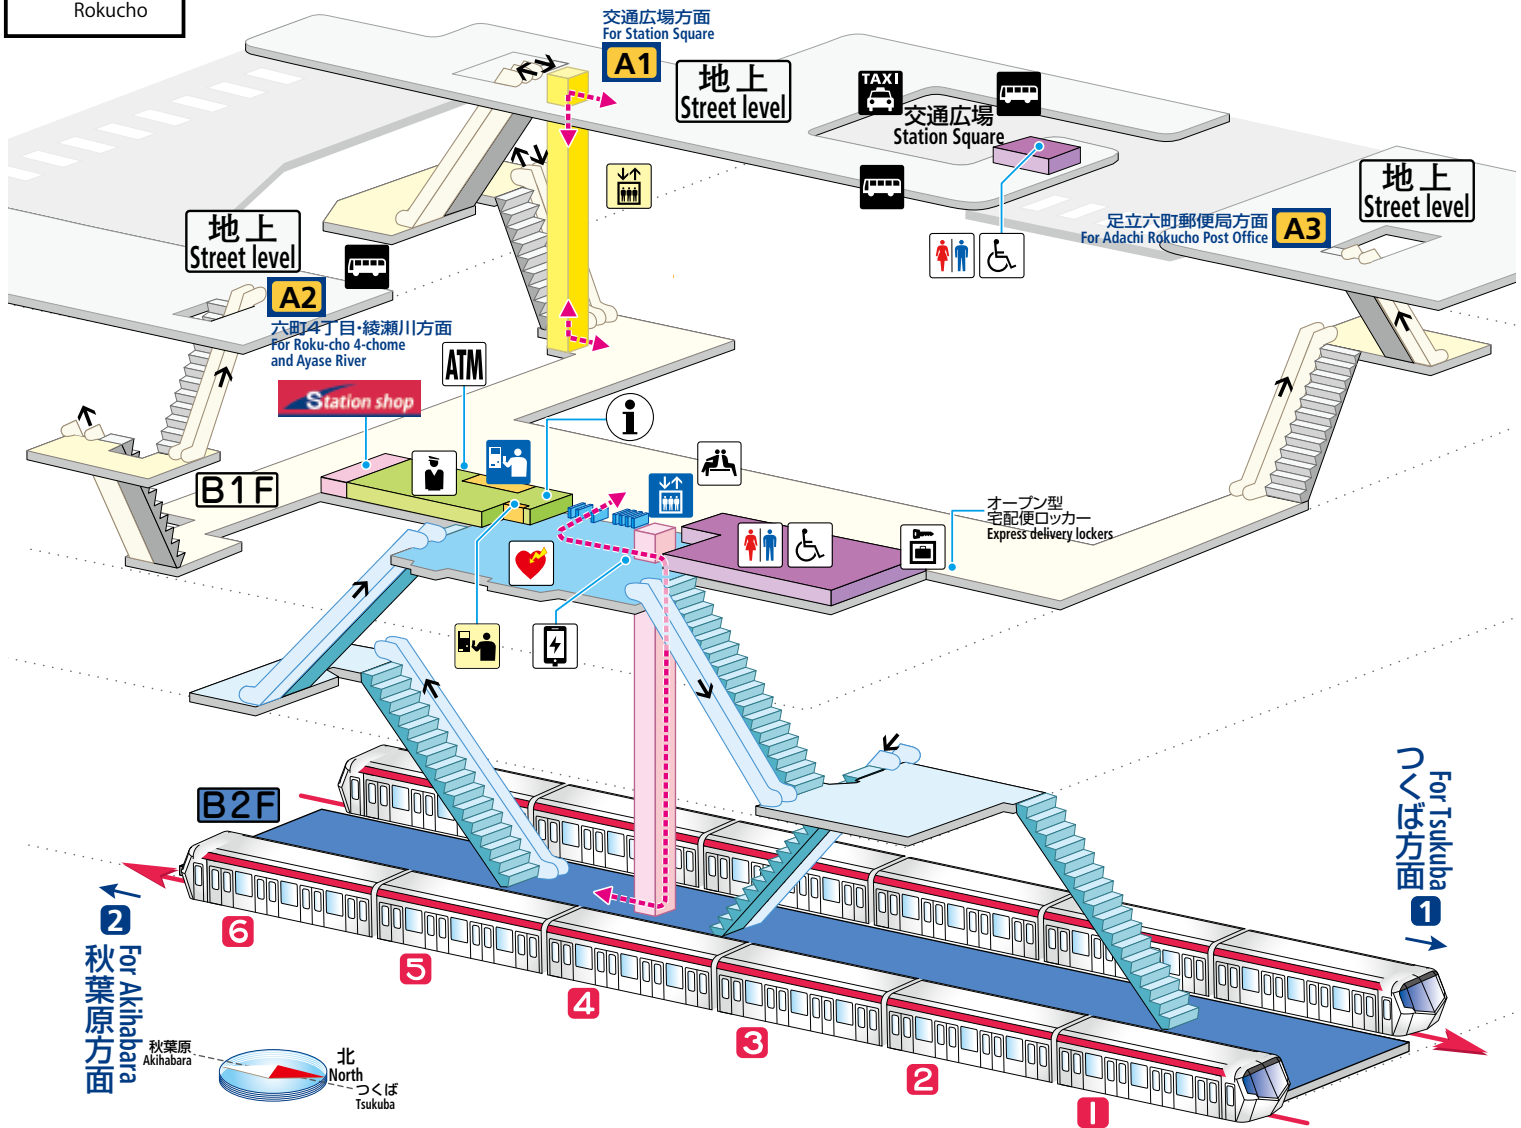 Rokucho
交通広場方面
For Station Square
A1
地上
Street level
TAXI
交通広場
Station Square
地上
Street level
足立六町郵便局方面
For Adachi Rokucho Post Office
A3
地上
Street level
A2
六町4丁目・綾瀬川方面
For Roku-cho 4-chome
and Ayase River
ATM
Station shop
i
B1F
オープン型
宅配便ロッカー
Express delivery lockers
B2F
つくば方面
For Tsukuba
1
2
For Akihabara
秋葉原方面
6
5
4
3
2
1
秋葉原
Akihabara
北
North
つくば
Tsukuba